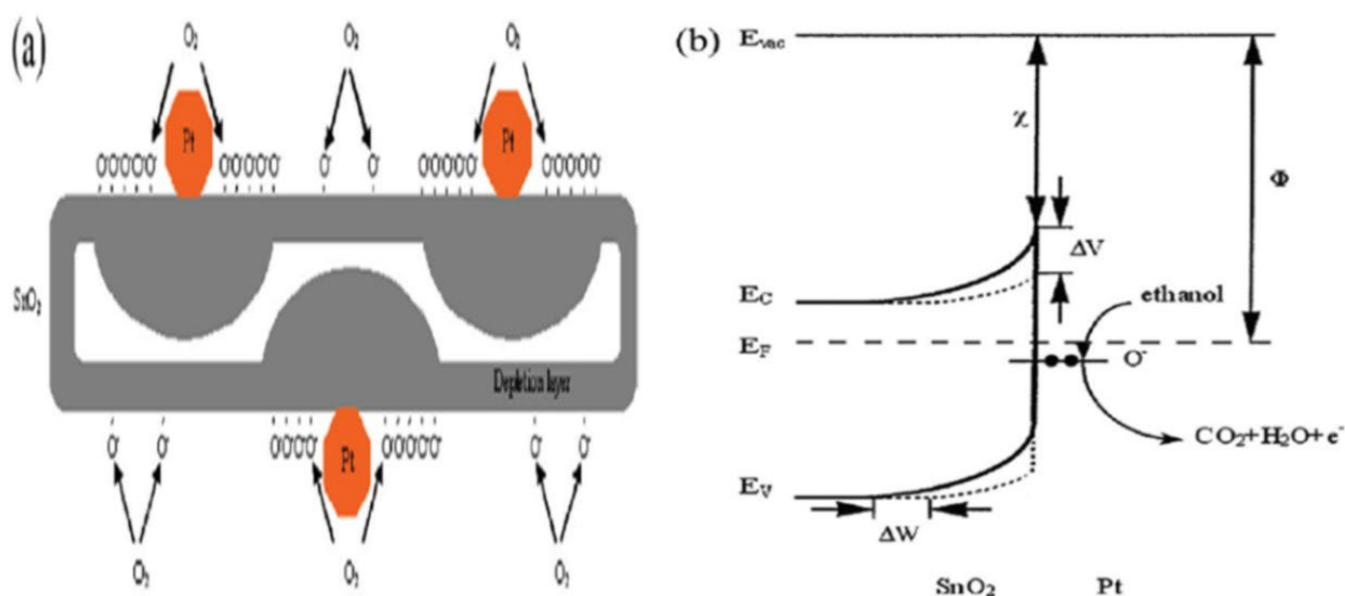 (a)
O₂ O₂ O₂
Pt Pt
O⁻O⁻O⁻O⁻O⁻ O⁻O⁻O⁻O⁻O⁻ O⁻ O⁻ O⁻O⁻O⁻O⁻O⁻ O⁻O⁻O⁻O⁻O⁻
SnO₂
Depletion layer
O⁻ O⁻ O⁻O⁻O⁻O⁻ Pt O⁻O⁻O⁻O⁻O⁻ O⁻ O⁻
O₂ O₂ O₂
(b)
Evac
χ
Φ
ΔV
EC
ethanol
EF
O⁻
CO₂+H₂O+e⁻
EV
ΔW
SnO₂ Pt